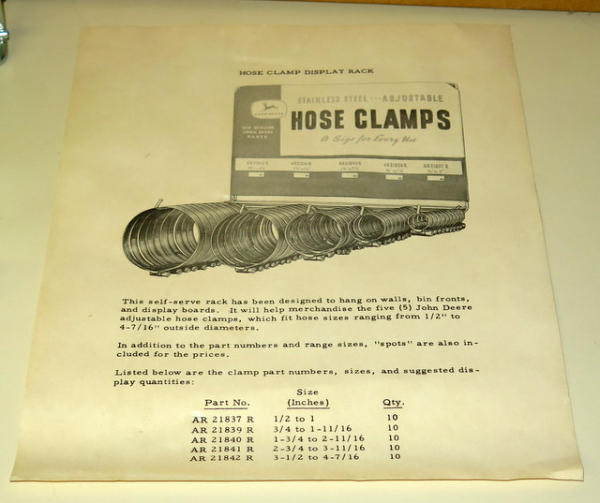 HOSE CLAMP DISPLAY RACK
STAINLESS STEEL --- ADJUSTABLE
HOSE CLAMPS
A Size for Every Use
This self-serve rack has been designed to hang on walls, bin fronts,
and display boards. It will help merchandise the five (5) John Deere
adjustable hose clamps, which fit hose sizes ranging from 1/2" to
4-7/16" outside diameters.
In addition to the part numbers and range sizes, "spots" are also in-
cluded for the prices.
Listed below are the clamp part numbers, sizes, and suggested dis-
play quantities:
Size
Part No. (Inches) Qty.
AR 21837 R 1/2 to 1 10
AR 21839 R 3/4 to 1-11/16 10
AR 21840 R 1-3/4 to 2-11/16 10
AR 21841 R 2-3/4 to 3-11/16 10
AR 21842 R 3-1/2 to 4-7/16 10